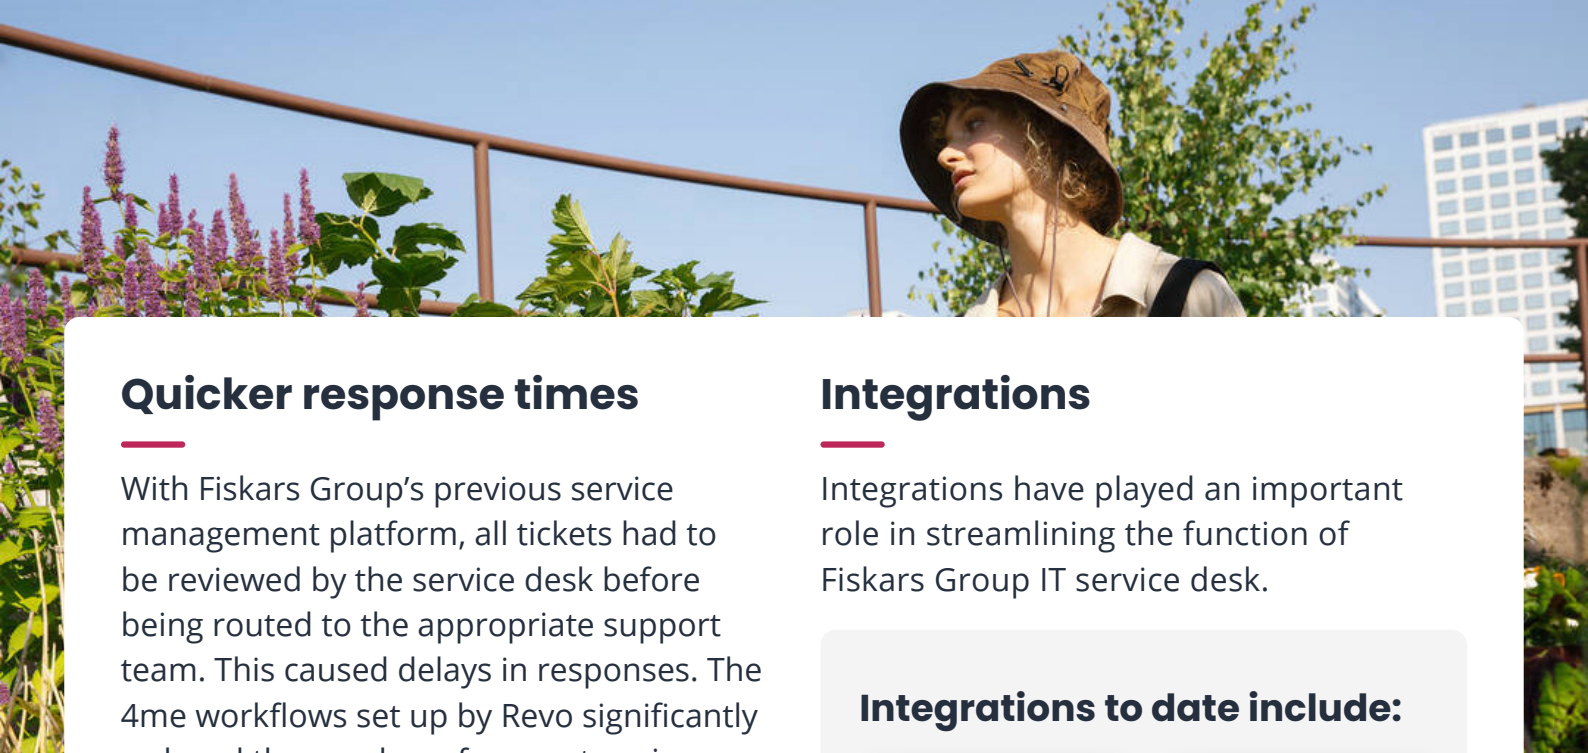 Quicker response times
With Fiskars Group’s previous service
management platform, all tickets had to
be reviewed by the service desk before
being routed to the appropriate support
team. This caused delays in responses. The
4me workflows set up by Revo significantly
Integrations
Integrations have played an important
role in streamlining the function of
Fiskars Group IT service desk.
Integrations to date include: